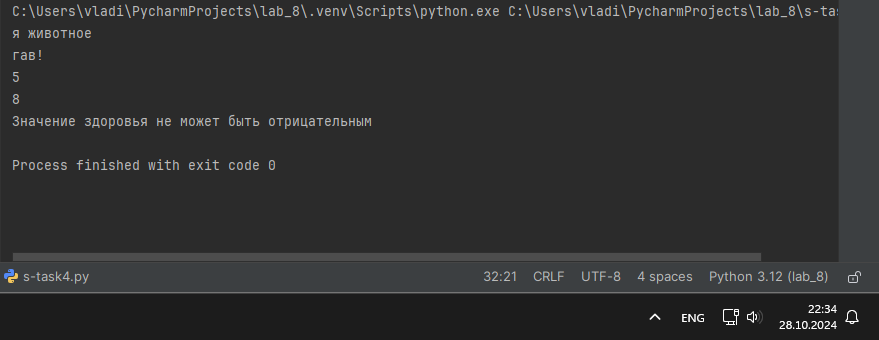 C:\Users\vladi\PycharmProjects\lab_8\.venv\Scripts\python.exe C:\Users\vladi\PycharmProjects\lab_8\s-tas
я животное
гав!
5
8
Значение здоровья не может быть отрицательным
Process finished with exit code 0
s-task4.py 32:21 CRLF UTF-8 4 spaces Python 3.12 (lab_8)
ENG 22:34
28.10.2024